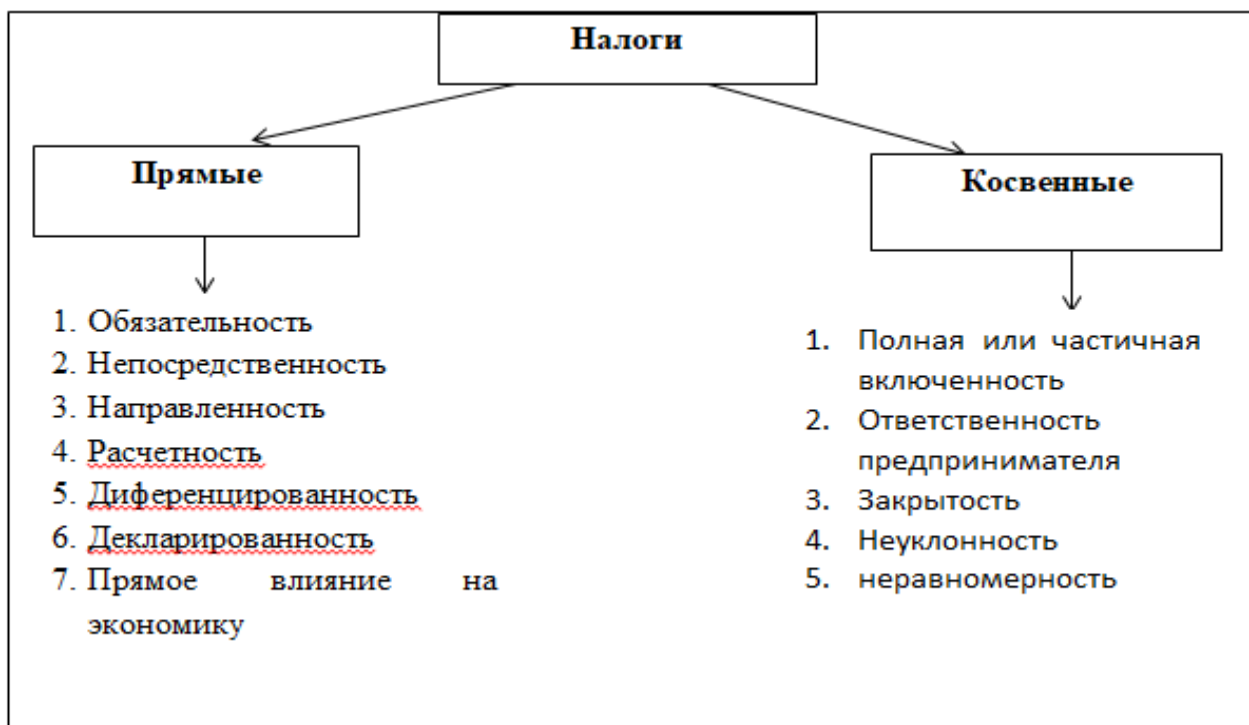 Налоги
Прямые
Косвенные
1. Обязательность
2. Непосредственность
3. Направленность
4. Расчетность
5. Диференцированность
6. Декларированность
7. Прямое влияние на
экономику
1. Полная или частичная
включенность
2. Ответственность
предпринимателя
3. Закрытость
4. Неуклонность
5. неравномерность